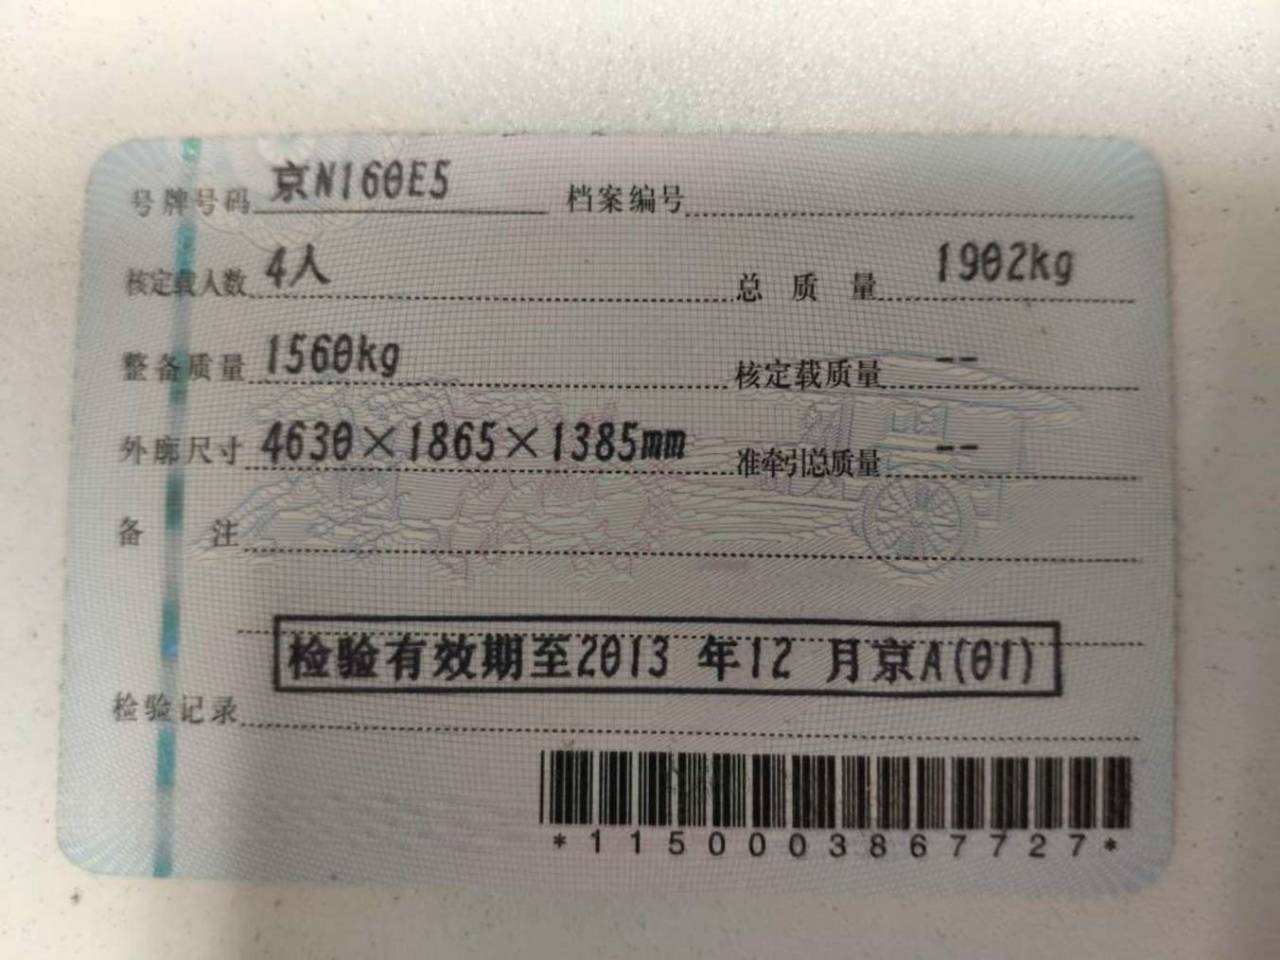 号牌号码 京N160E5 档案编号
核定载人数 4人 总质量 1902kg
整备质量 1560kg 核定载质量 --
外廓尺寸 4630×1865×1385mm 准牵引总质量 --
备注
检验有效期至2013 年12 月京A(01)
检验记录
*1150003867727*